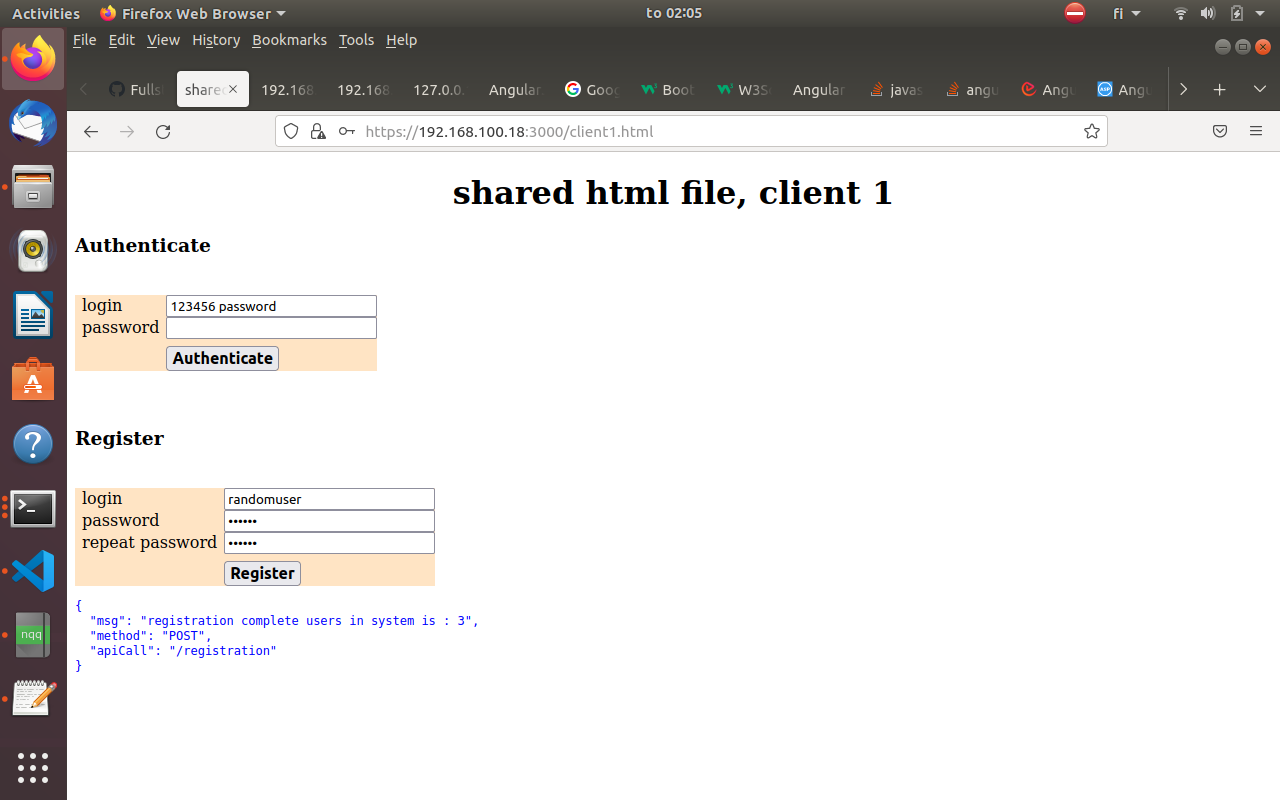 Activities Firefox Web Browser to 02:05 fi
File Edit View History Bookmarks Tools Help
Fulls share 192.168 192.168 127.0.0. Angular Goog Boot W3S Angular javas angu Angu Angu
https://192.168.100.18:3000/client1.html
shared html file, client 1
Authenticate
login 123456 password
password
Authenticate
Register
login randomuser
password ••••••
repeat password ••••••
Register
{
"msg": "registration complete users in system is : 3",
"method": "POST",
"apiCall": "/registration"
}
nqq